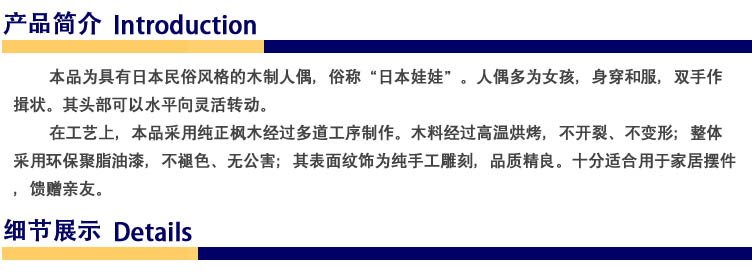 产品简介 Introduction
本品为具有日本民俗风格的木制人偶，俗称“日本娃娃”。人偶多为女孩，身穿和服，双手作
揖状。其头部可以水平向灵活转动。
在工艺上，本品采用纯正枫木经过多道工序制作。木料经过高温烘烤，不开裂、不变形；整体
采用环保聚脂油漆，不褪色、无公害；其表面纹饰为纯手工雕刻，品质精良。十分适合用于家居摆件
，馈赠亲友。
细节展示 Details